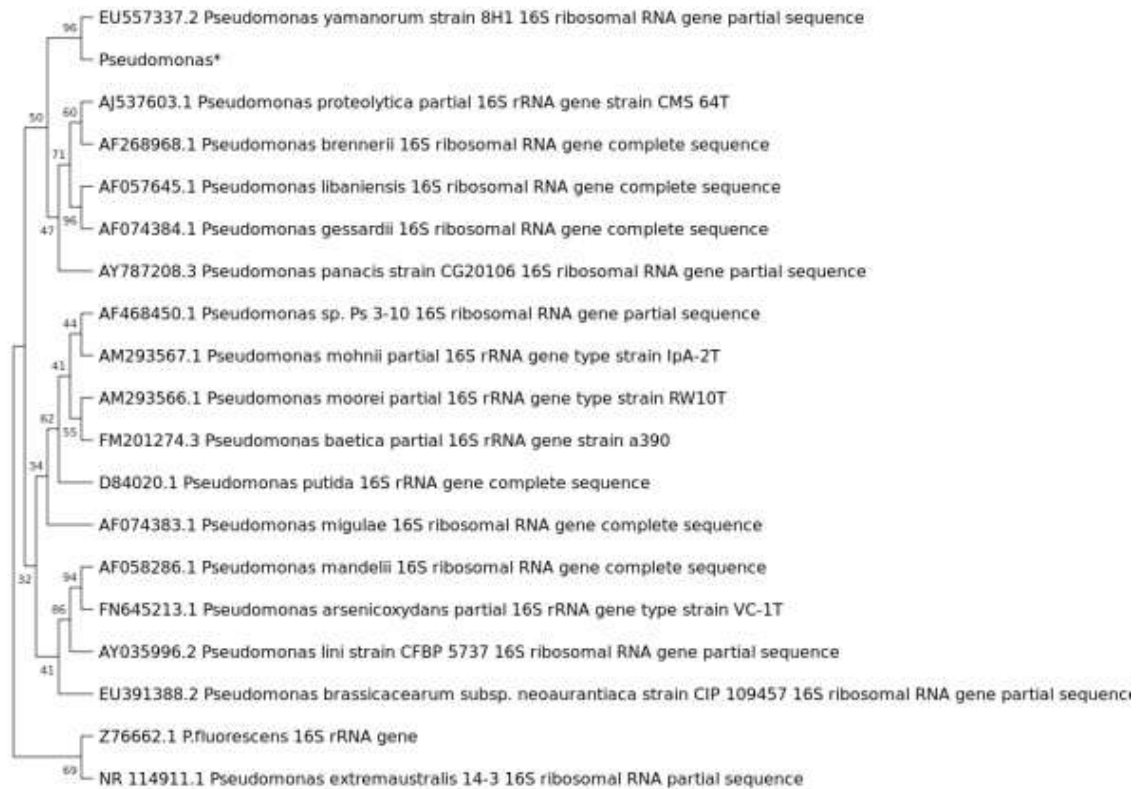 EU557337.2 Pseudomonas yamanorum strain 8H1 16S ribosomal RNA gene partial sequence
96
Pseudomonas*
AJ537603.1 Pseudomonas proteolytica partial 16S rRNA gene strain CMS 64T
60
50
AF268968.1 Pseudomonas brennerii 16S ribosomal RNA gene complete sequence
71
AF057645.1 Pseudomonas libaniensis 16S ribosomal RNA gene complete sequence
96
AF074384.1 Pseudomonas gessardii 16S ribosomal RNA gene complete sequence
47
AY787208.3 Pseudomonas panacis strain CG20106 16S ribosomal RNA gene partial sequence
AF468450.1 Pseudomonas sp. Ps 3-10 16S ribosomal RNA gene partial sequence
44
AM293567.1 Pseudomonas mohnii partial 16S rRNA gene type strain IpA-2T
41
AM293566.1 Pseudomonas moorei partial 16S rRNA gene type strain RW10T
62
55
FM201274.3 Pseudomonas baetica partial 16S rRNA gene strain a390
34
D84020.1 Pseudomonas putida 16S rRNA gene complete sequence
AF074383.1 Pseudomonas migulae 16S ribosomal RNA gene complete sequence
AF058286.1 Pseudomonas mandelii 16S ribosomal RNA gene complete sequence
94
32
FN645213.1 Pseudomonas arsenicoxydans partial 16S rRNA gene type strain VC-1T
86
AY035996.2 Pseudomonas lini strain CFBP 5737 16S ribosomal RNA gene partial sequence
41
EU391388.2 Pseudomonas brassicacearum subsp. neoaurantiaca strain CIP 109457 16S ribosomal RNA gene partial sequence
Z76662.1 P.fluorescens 16S rRNA gene
69
NR 114911.1 Pseudomonas extremaustralis 14-3 16S ribosomal RNA partial sequence